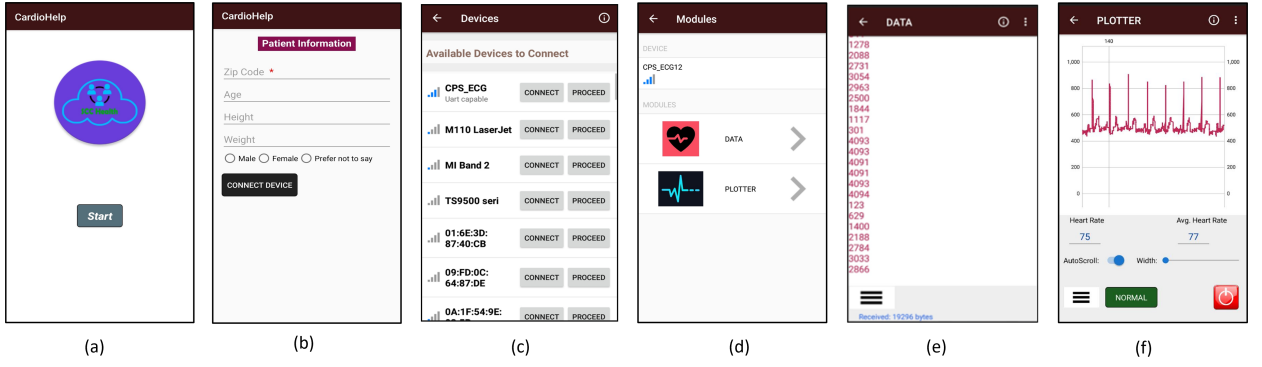 CardioHelp
Start
(a)
CardioHelp
Patient Information
Zip Code *
Age
Height
Weight
Male Female Prefer not to say
CONNECT DEVICE
(b)
Devices
Available Devices to Connect
CPS_ECG
Uart capable
CONNECT PROCEED
M110 LaserJet CONNECT PROCEED
MI Band 2 CONNECT PROCEED
TS9500 seri CONNECT PROCEED
01:6E:3D:
87:40:CB
CONNECT PROCEED
09:FD:0C:
64:87:DE
CONNECT PROCEED
0A:1F:54:9E:
CONNECT PROCEED
(c)
Modules
DEVICE
CPS_ECG12
MODULES
DATA
PLOTTER
(d)
DATA
1278
2088
2731
3054
2963
2500
1844
1117
301
4093
4093
4091
4091
4093
4094
123
629
1400
2188
2784
3033
2866
Received: 19296 bytes
(e)
PLOTTER
140
1,000 1,000
800 800
600 600
400 400
200 200
0 0
Heart Rate Avg. Heart Rate
75 77
AutoScroll: Width:
NORMAL
(f)